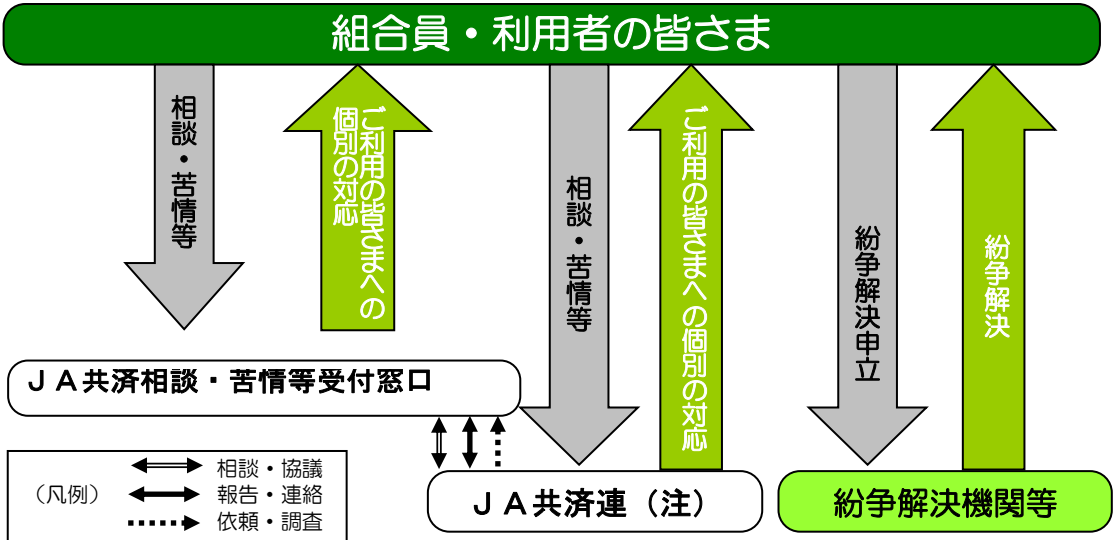 組合員・利用者の皆さま
相談・苦情等
ご利用の皆さまへの
個別の対応
相談・苦情等
ご利用の皆さまへの個別の対応
紛争解決申立
紛争解決
ＪＡ共済相談・苦情等受付窓口
ＪＡ共済連（注）
紛争解決機関等
（凡例）
相談・協議
報告・連絡
依頼・調査